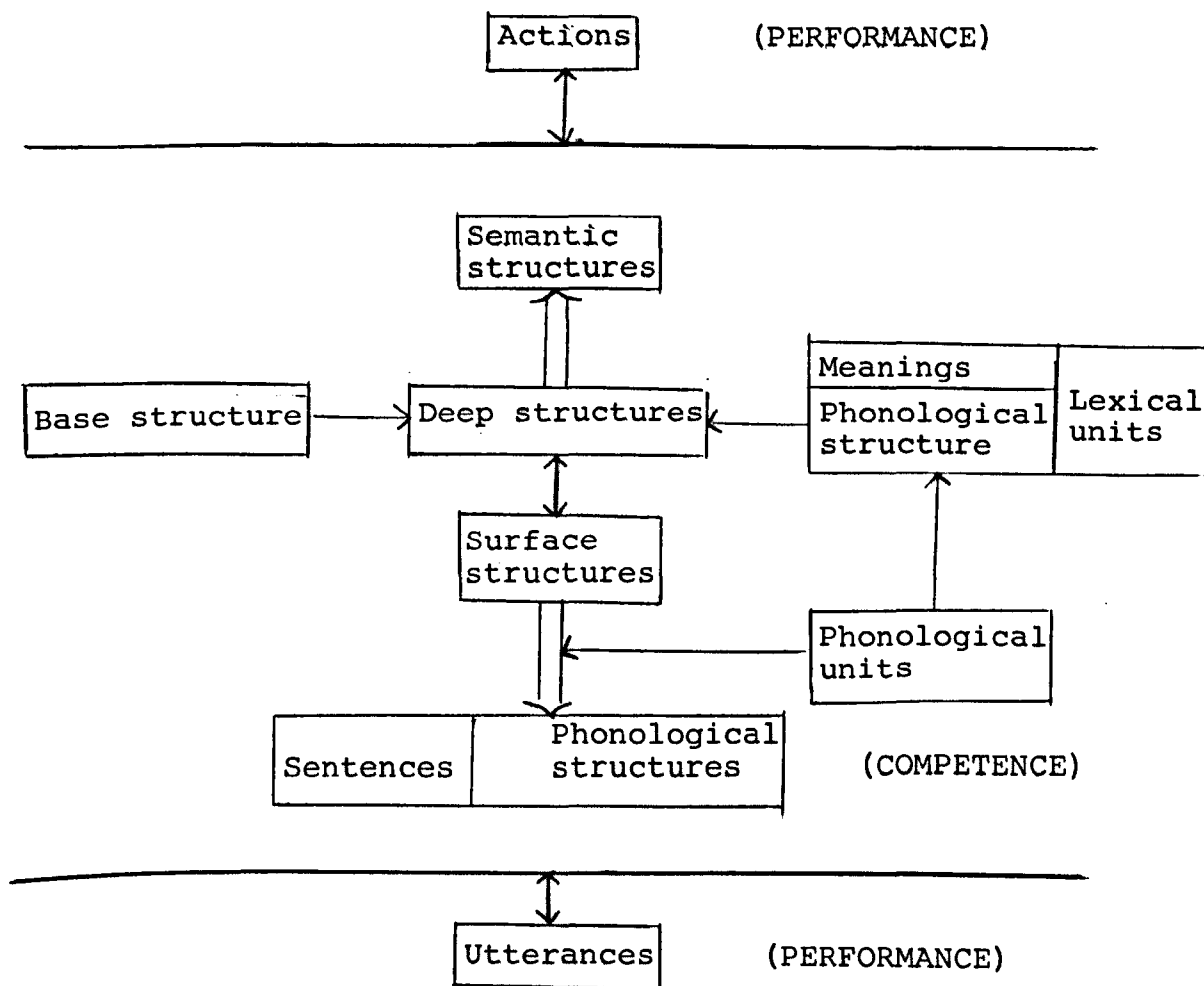 Actions
(PERFORMANCE)
Semantic
structures
Base structure
Deep structures
Meanings
Phonological
structure
Lexical
units
Surface
structures
Phonological
units
Sentences
Phonological
structures
(COMPETENCE)
Utterances
(PERFORMANCE)